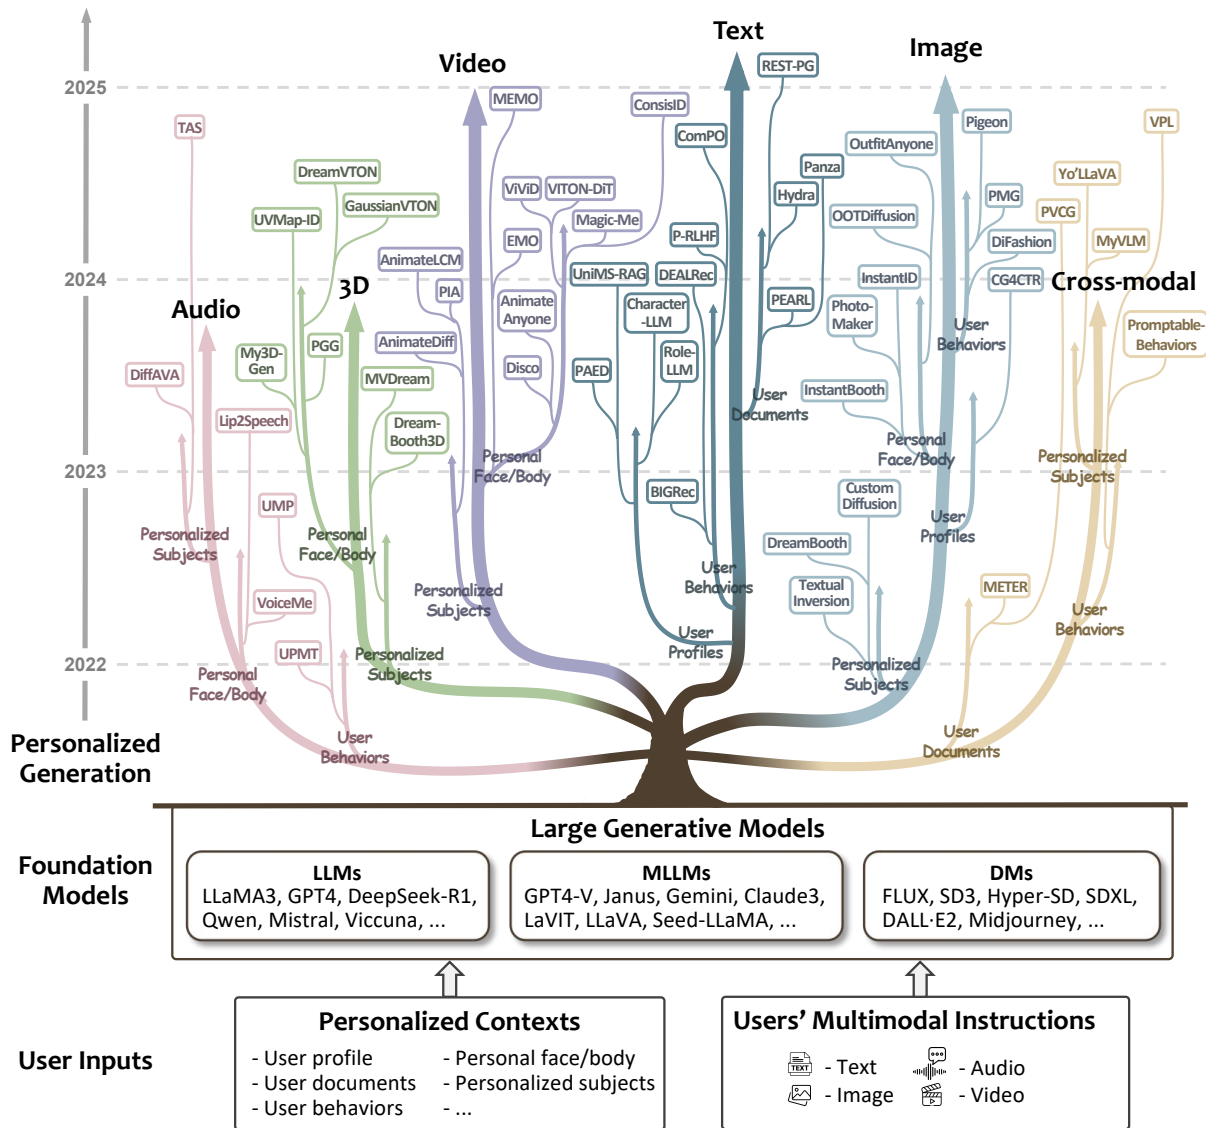 Text
Image
Video
REST-PG
2025
MEMO
ConsisID
TAS
ComPO
Pigeon
VPL
OutfitAnyone
DreamVTON
Panza
Yo'LLaVA
ViViD
VITON-DiT
Hydra
PMG
GaussianVTON
UVMap-ID
Magic-Me
OOTDiffusion
PVCG
EMO
P-RLHF
DiFashion
MyVLM
AnimateLCM
UniMS-RAG
DEALRec
InstantID
CG4CTR
2024
3D
PIA
Cross-modal
Audio
Animate
Anyone
Character
-LLM
PEARL
Photo-
Maker
User
Behaviors
Promptable-
Behaviors
AnimateDiff
My3D-
Gen
PGG
Role-
LLM
DiffAVA
MVDream
Disco
PAED
User
Documents
InstantBooth
Lip2Speech
Dream-
Booth3D
Personal
Face/Body
Personal
Face/Body
Personalized
Subjects
2023
UMP
BIGRec
Custom
Diffusion
Personalized
Subjects
Personal
Face/Body
User
Profiles
DreamBooth
User
Behaviors
Personalized
Subjects
Textual
Inversion
METER
VoiceMe
User
Behaviors
User
Profiles
UPMT
2022
Personal
Face/Body
Personalized
Subjects
Personalized
Subjects
User
Behaviors
User
Documents
Personalized
Generation
Large Generative Models
Foundation
Models
LLMs
LLaMA3, GPT4, DeepSeek-R1,
Qwen, Mistral, Viccuna, ...
MLLMs
GPT4-V, Janus, Gemini, Claude3,
LaVIT, LLaVA, Seed-LLaMA, ...
DMs
FLUX, SD3, Hyper-SD, SDXL,
DALL·E2, Midjourney, ...
User Inputs
Personalized Contexts
- User profile
- User documents
- User behaviors
- Personal face/body
- Personalized subjects
- ...
Users' Multimodal Instructions
TEXT
- Text
- Audio
- Image
- Video